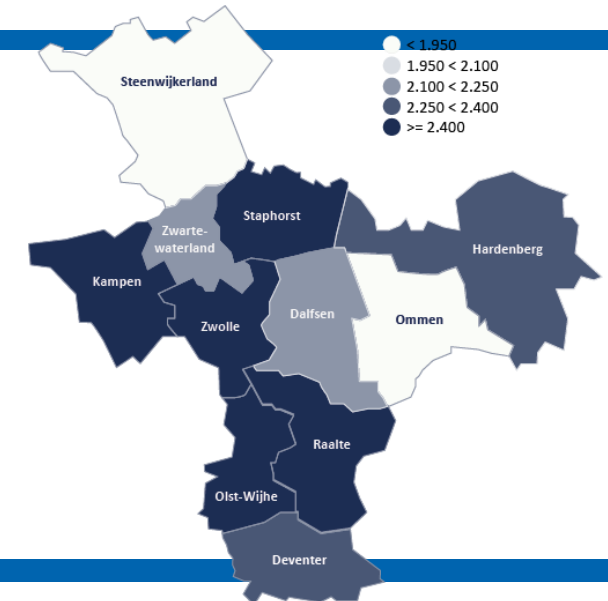 < 1.950
1.950 < 2.100
2.100 < 2.250
2.250 < 2.400
>= 2.400
Steenwijkerland
Staphorst
Zwarte-
waterland
Hardenberg
Kampen
Zwolle
Dalfsen
Ommen
Raalte
Olst-Wijhe
Deventer